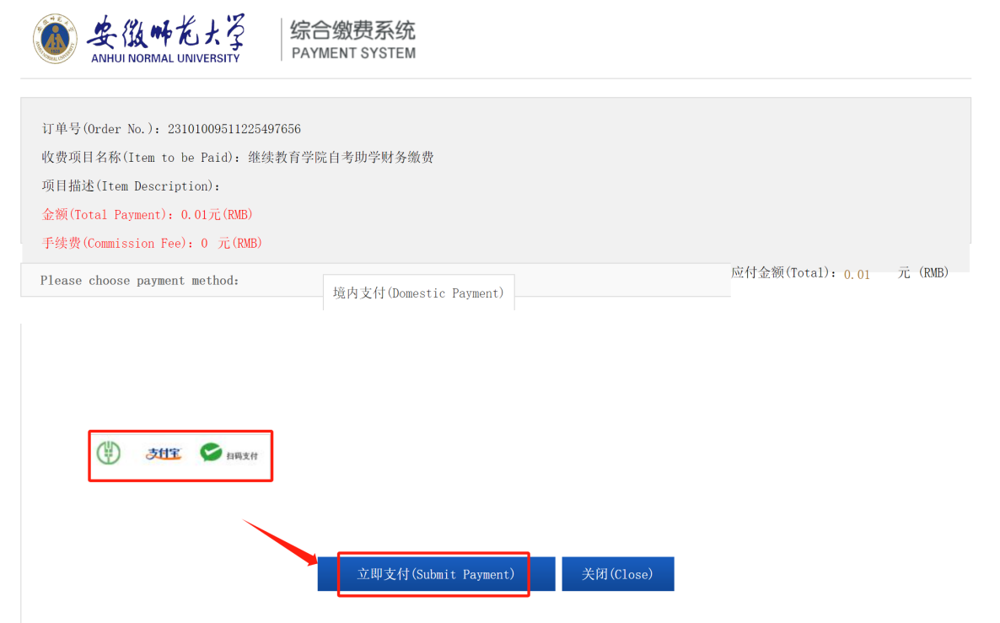 安徽师范大学
ANHUI NORMAL UNIVERSITY
综合缴费系统
PAYMENT SYSTEM
订单号(Order No.): 23101009511225497656
收费项目名称(Item to be Paid): 继续教育学院自考助学财务缴费
项目描述(Item Description):
金额(Total Payment): 0.01元(RMB)
手续费(Commission Fee): 0 元(RMB)
应付金额(Total): 0.01 元 (RMB)
Please choose payment method:
境内支付(Domestic Payment)
支付宝 扫码支付
立即支付(Submit Payment) 关闭(Close)